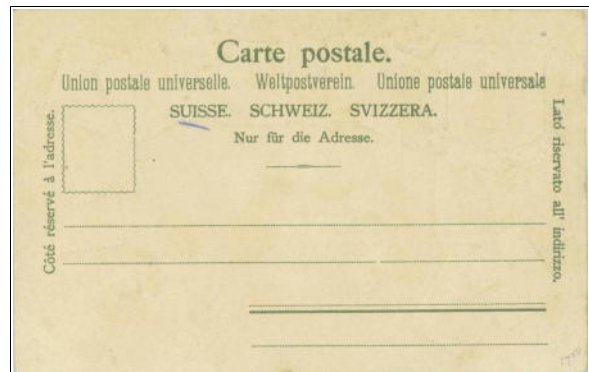 Carte postale.
Union postale universelle. Weltpostverein. Unione postale universale
SUISSE. SCHWEIZ. SVIZZERA.
Nur für die Adresse.
Côté réservé à l'adresse.
Lató riservato all' indirizzo.